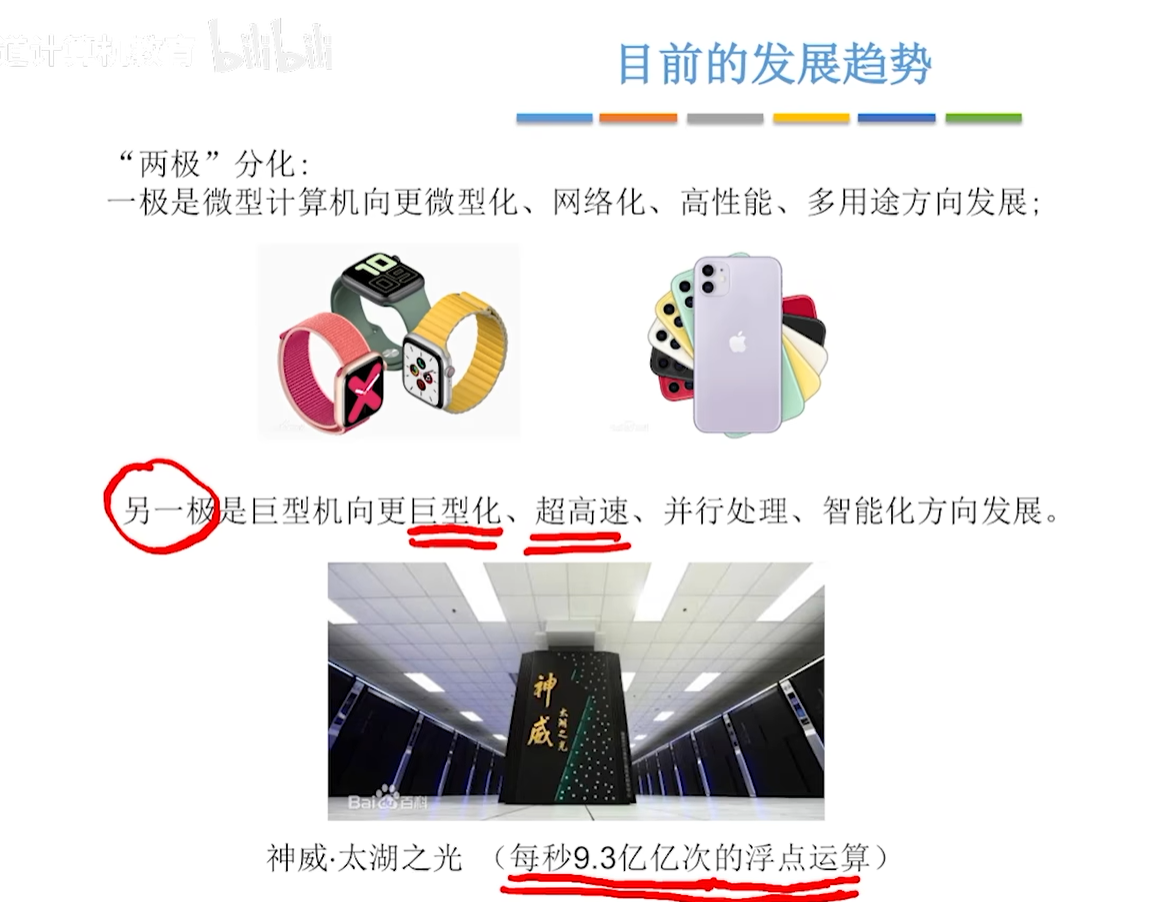 道计算机教育 bilibili
目前的发展趋势
“两极”分化：
一极是微型计算机向更微型化、网络化、高性能、多用途方向发展；
10
09
另一极是巨型机向更巨型化、超高速、并行处理、智能化方向发展。
神威
太湖之光
Bai百科
神威·太湖之光 （每秒9.3亿亿次的浮点运算）